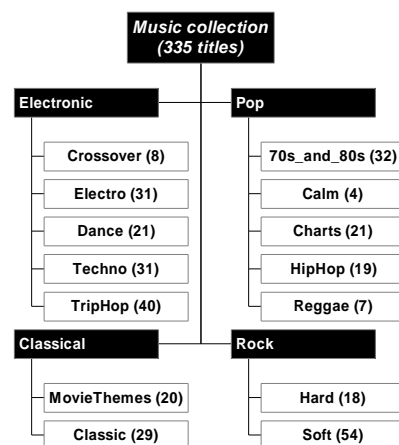 Music collection
(335 titles)
Electronic
Crossover (8)
Electro (31)
Dance (21)
Techno (31)
TripHop (40)
Pop
70s_and_80s (32)
Calm (4)
Charts (21)
HipHop (19)
Reggae (7)
Classical
MovieThemes (20)
Classic (29)
Rock
Hard (18)
Soft (54)